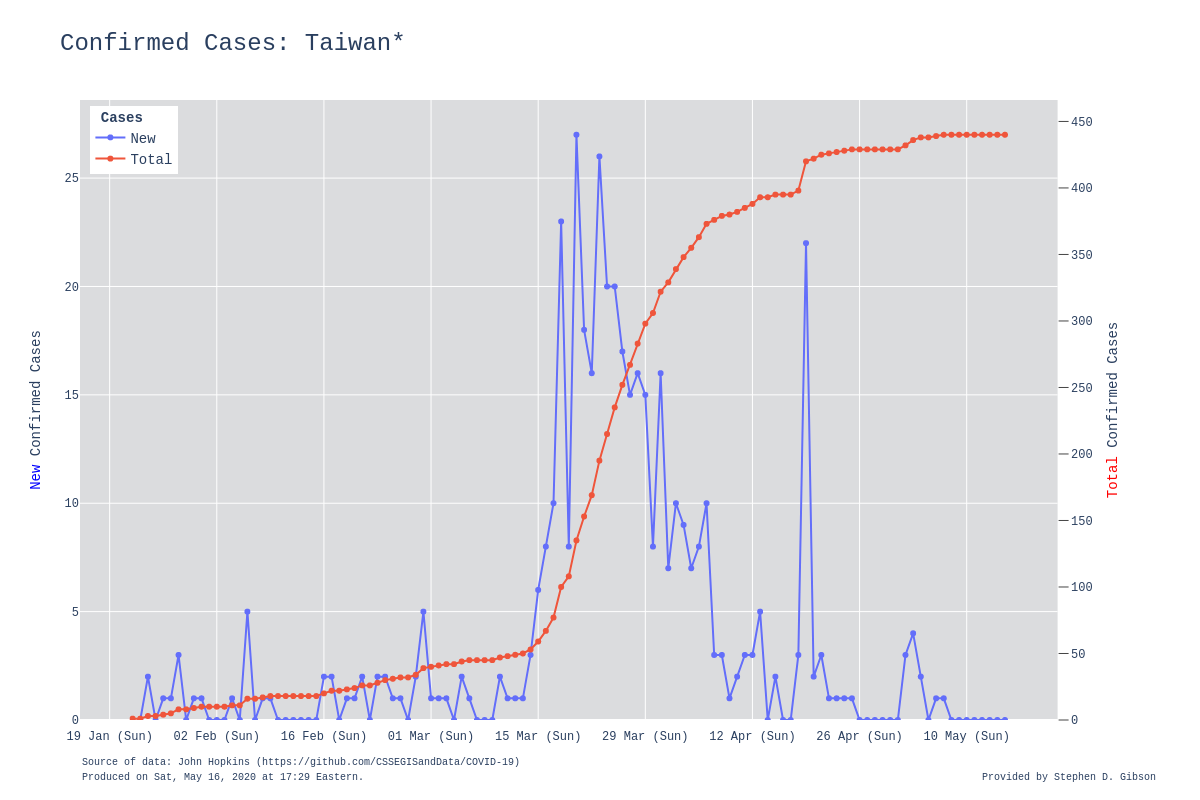 Confirmed Cases: Taiwan*
Cases
New
Total
25
20
15
10
5
0
450
400
350
300
250
200
150
100
50
0
New Confirmed Cases
Total Confirmed Cases
19 Jan (Sun) 02 Feb (Sun) 16 Feb (Sun) 01 Mar (Sun) 15 Mar (Sun) 29 Mar (Sun) 12 Apr (Sun) 26 Apr (Sun) 10 May (Sun)
Source of data: John Hopkins (https://github.com/CSSEGISandData/COVID-19)
Produced on Sat, May 16, 2020 at 17:29 Eastern.
Provided by Stephen D. Gibson